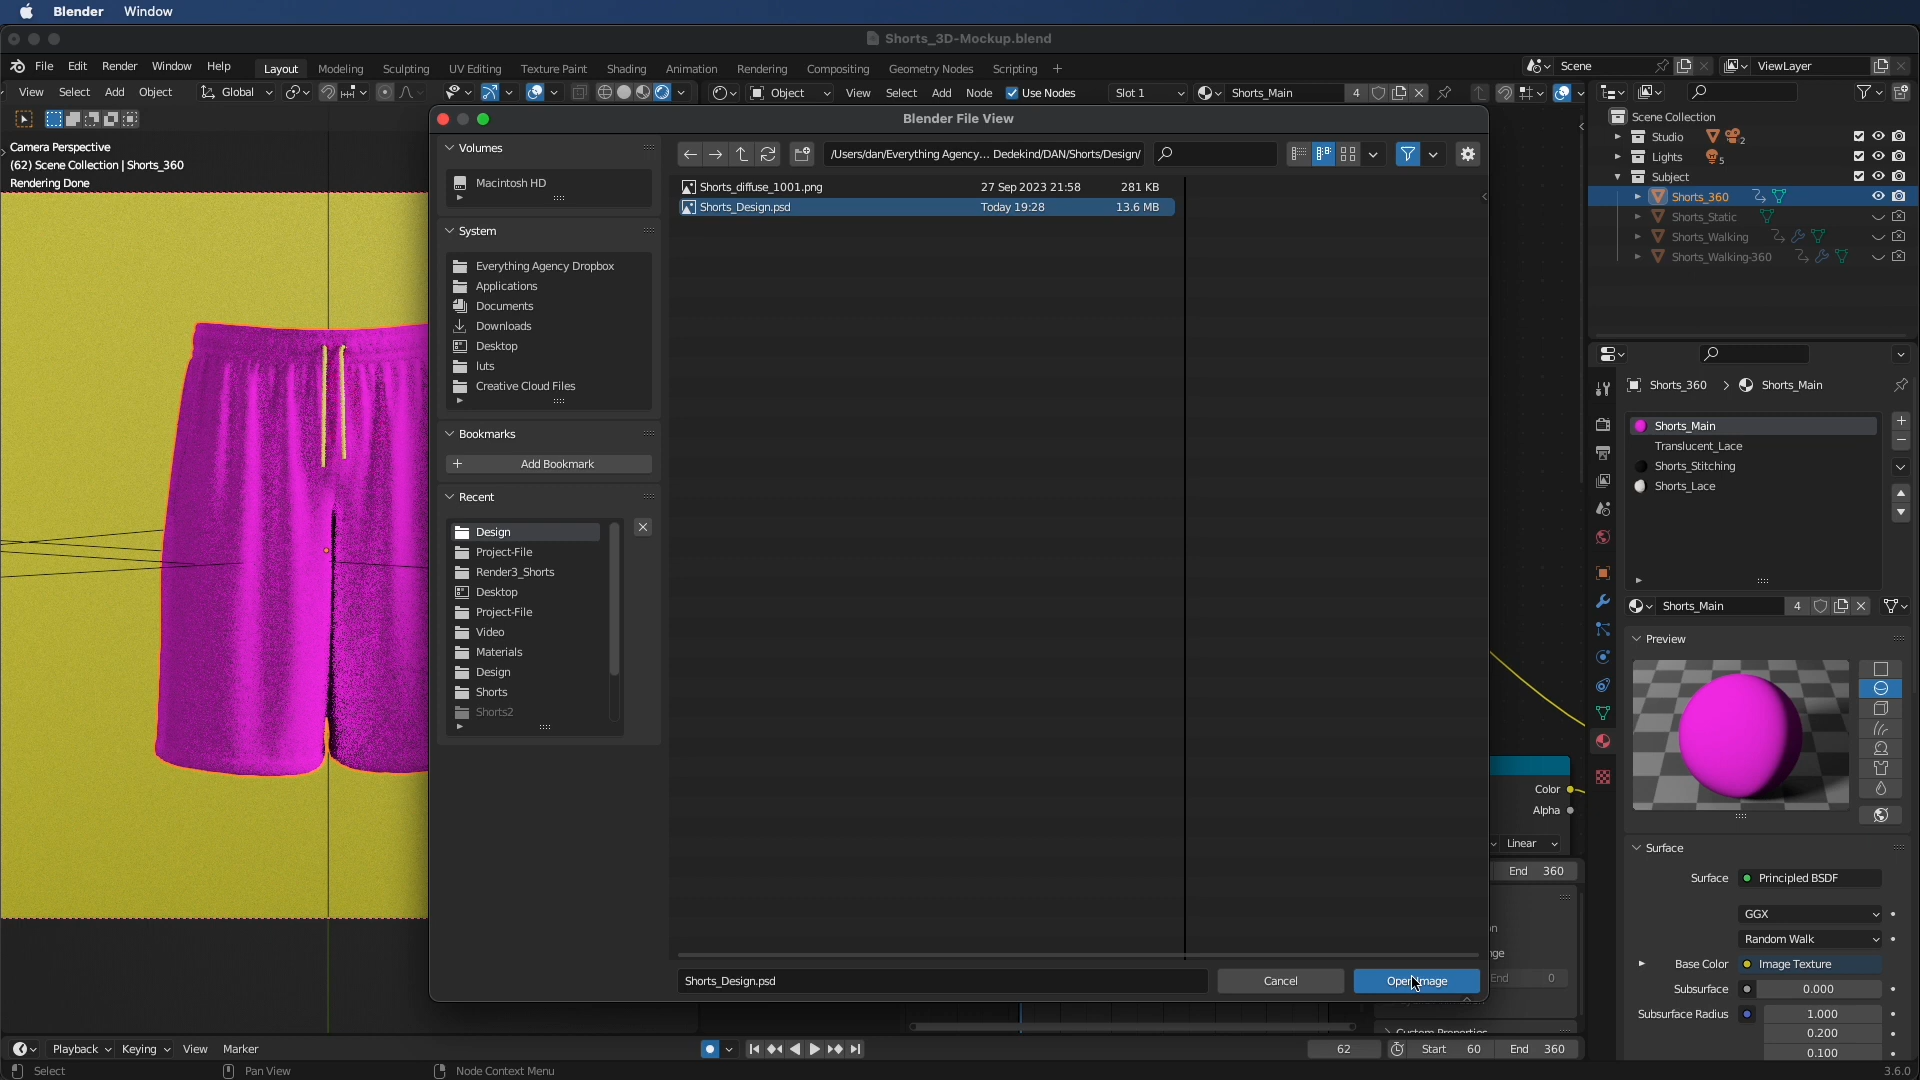 Blender Window
Shorts_3D-Mockup.blend
File Edit Render Window Help Layout Modeling Sculpting UV Editing Texture Paint Shading Animation Rendering Compositing Geometry Nodes Scripting + Scene ViewLayer
View Select Add Object Global Object View Select Add Node Use Nodes Slot 1 Shorts_Main 4
Camera Perspective
(62) Scene Collection | Shorts_360
Rendering Done
Blender File View
Volumes
Macintosh HD
System
Everything Agency Dropbox
Applications
Documents
Downloads
Desktop
luts
Creative Cloud Files
Bookmarks
Add Bookmark
Recent
Design
Project-File
Render3_Shorts
Desktop
Project-File
Video
Materials
Design
Shorts
Shorts2
/Users/dan/Everything Agency... Dedekind/DAN/Shorts/Design/
Shorts_diffuse_1001.png 27 Sep 2023 21:58 281 KB
Shorts_Design.psd Today 19:28 13.6 MB
Shorts_Design.psd Cancel Open Image
Scene Collection
Studio 2
Lights 5
Subject
Shorts_360
Shorts_Static
Shorts_Walking
Shorts_Walking-360
Shorts_360 > Shorts_Main
Shorts_Main
Translucent_Lace
Shorts_Stitching
Shorts_Lace
Shorts_Main 4
Preview
Surface
Surface Principled BSDF
GGX
Random Walk
Base Color Image Texture
Subsurface 0.000
Subsurface Radius 1.000
0.200
0.100
Color
Alpha
Linear
End 360
End 0
Custom Properties
Playback Keying View Marker 62 Start 60 End 360
Select Pan View Node Context Menu 3.6.0